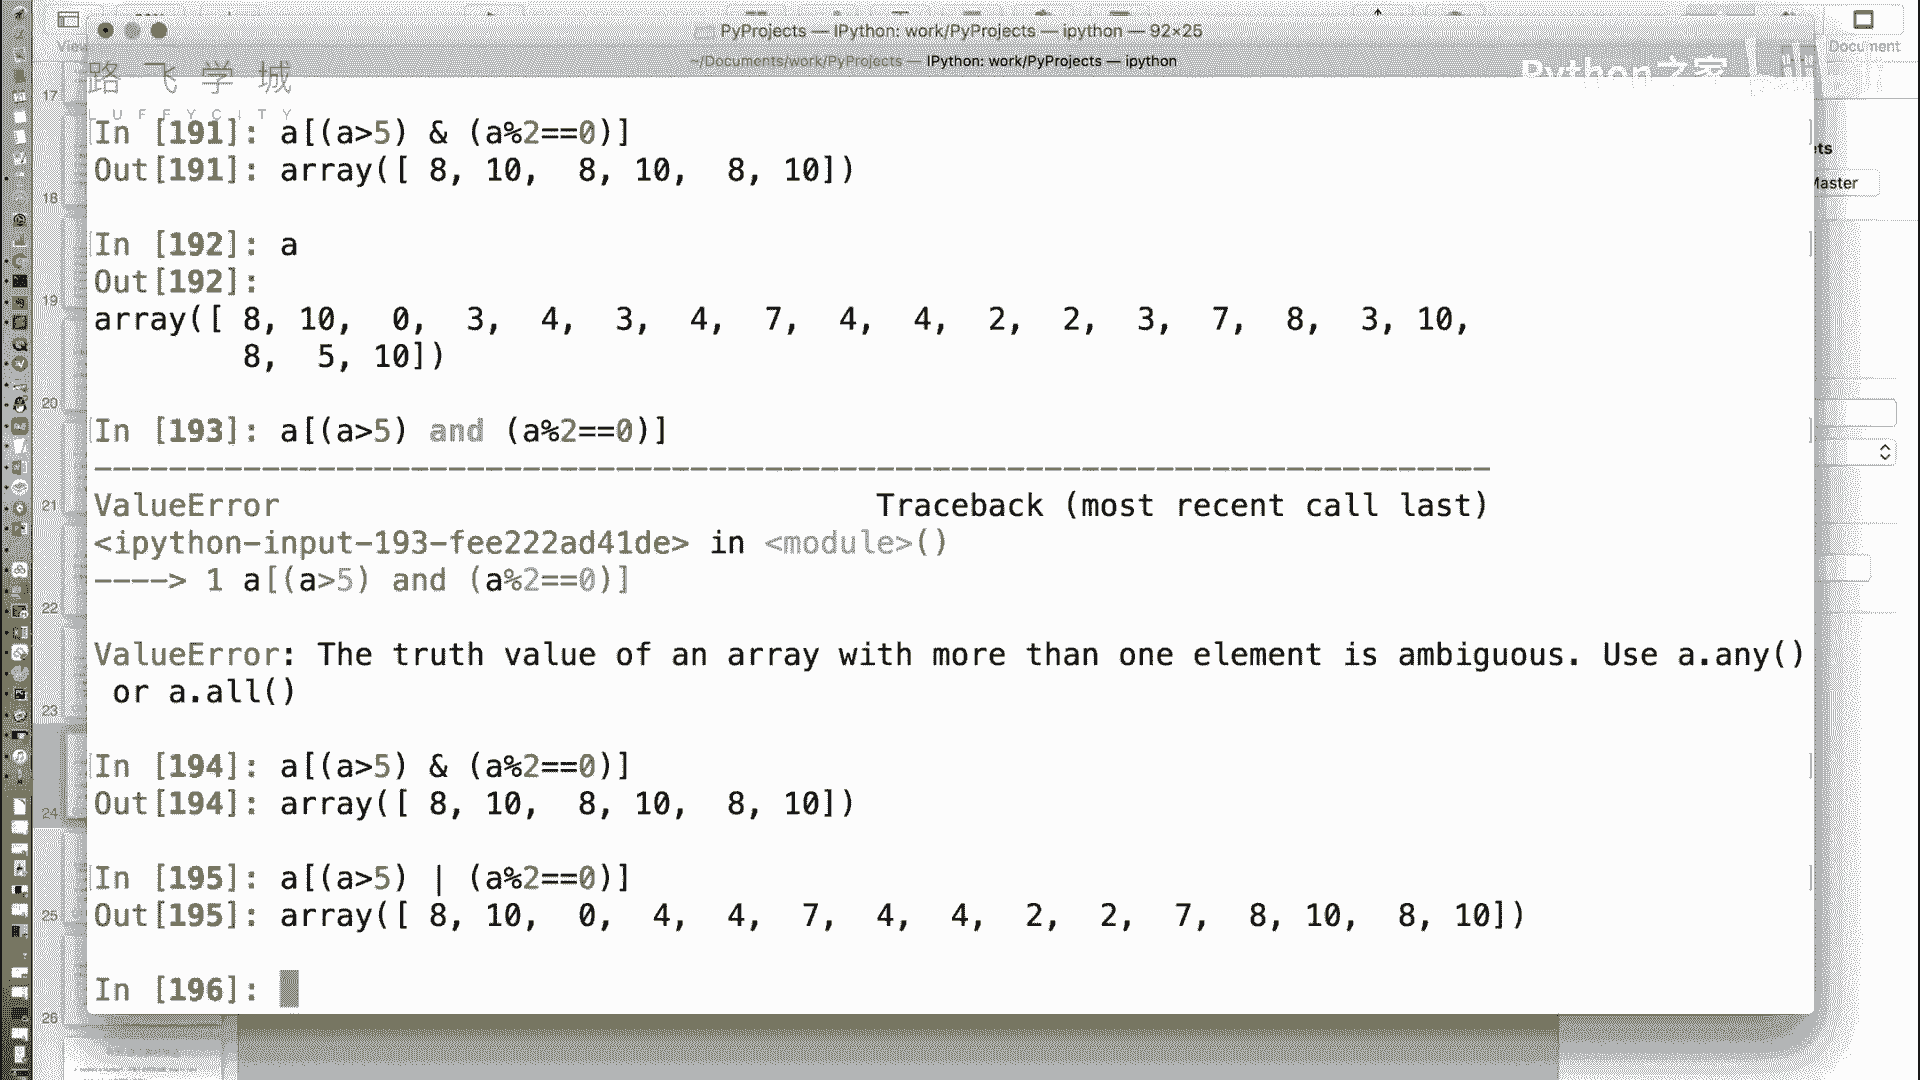 PyProjects — IPython: work/PyProjects — ipython — 92×25
~/Documents/work/PyProjects — IPython: work/PyProjects — ipython
View
Document
路飞学城
LUFFYCITY
Python之家
17
In [191]: a[(a>5) & (a%2==0)]
Out[191]: array([ 8, 10,  8, 10,  8, 10])
Master
18
In [192]: a
Out[192]:
19
array([ 8, 10,  0,  3,  4,  3,  4,  7,  4,  4,  2,  2,  3,  7,  8,  3, 10,
        8,  5, 10])
20
In [193]: a[(a>5) and (a%2==0)]
---------------------------------------------------------------------------
21
ValueError                                Traceback (most recent call last)
<ipython-input-193-fee222ad41de> in <module>()
----> 1 a[(a>5) and (a%2==0)]
22
ValueError: The truth value of an array with more than one element is ambiguous. Use a.any()
 or a.all()
23
In [194]: a[(a>5) & (a%2==0)]
Out[194]: array([ 8, 10,  8, 10,  8, 10])
24
In [195]: a[(a>5) | (a%2==0)]
Out[195]: array([ 8, 10,  0,  4,  4,  7,  4,  4,  2,  2,  7,  8, 10,  8, 10])
25
In [196]:
26